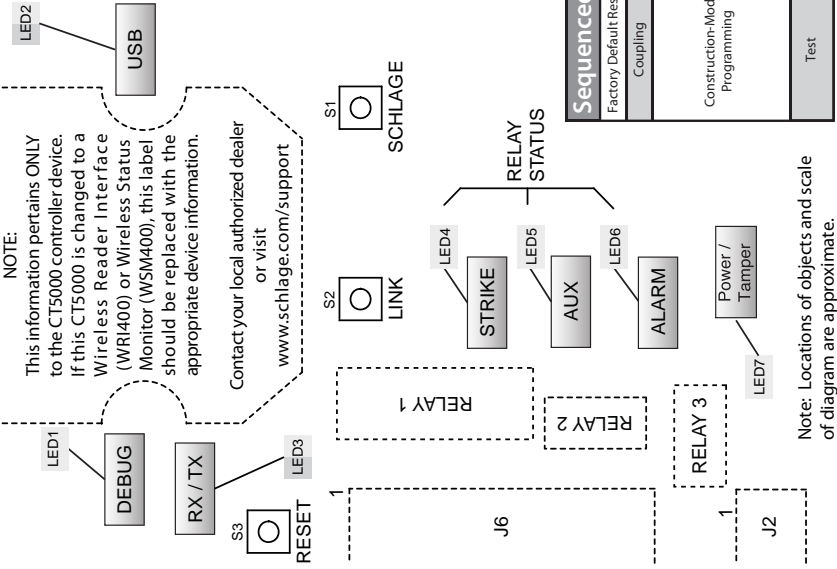 LED2
USB
NOTE:
This information pertains ONLY
to the CT5000 controller device.
If this CT5000 is changed to a
Wireless Reader Interface
(WRI400) or Wireless Status
Monitor (WSM400), this label
should be replaced with the
appropriate device information.
Contact your local authorized dealer
or visit
www.schlage.com/support
LED1
DEBUG
RX / TX
LED3
S3
RESET
S2
LINK
S1
SCHLAGE
RELAY
STATUS
LED4
STRIKE
LED5
AUX
LED6
ALARM
Power /
Tamper
LED7
RELAY 1
RELAY 2
RELAY 3
1
J6
1
J2
Note: Locations of objects and scale
of diagram are approximate.
Sequenced
Factory Default Res
Coupling
Construction-Mod
Programming
Test